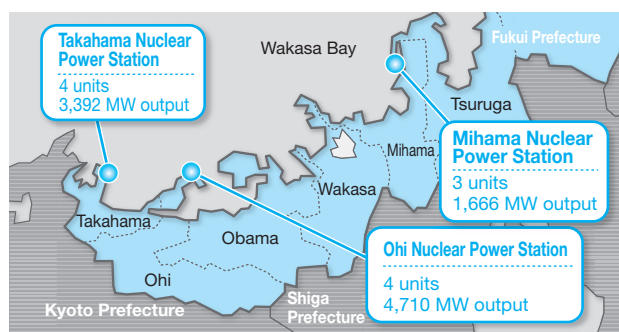 Takahama Nuclear
Power Station
4 units
3,392 MW output
Wakasa Bay
Fukui Prefecture
Tsuruga
Mihama Nuclear
Power Station
3 units
1,666 MW output
Mihama
Wakasa
Takahama
Obama
Ohi
Ohi Nuclear Power Station
4 units
4,710 MW output
Kyoto Prefecture
Shiga
Prefecture